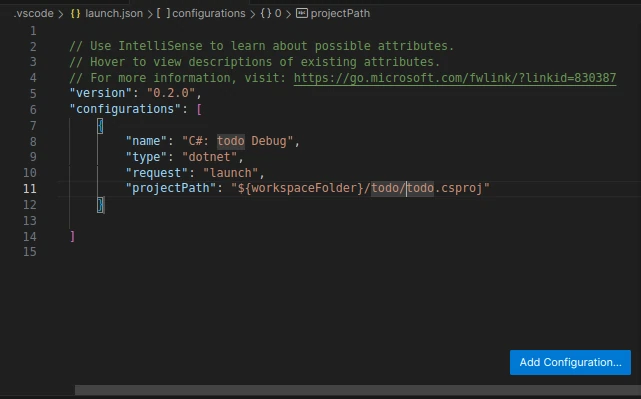 .vscode > {} launch.json > [ ] configurations > {} 0 > projectPath
1
2 // Use IntelliSense to learn about possible attributes.
3 // Hover to view descriptions of existing attributes.
4 // For more information, visit: https://go.microsoft.com/fwlink/?linkid=830387
5 "version": "0.2.0",
6 "configurations": [
7 {
8 "name": "C#: todo Debug",
9 "type": "dotnet",
10 "request": "launch",
11 "projectPath": "${workspaceFolder}/todo/todo.csproj"
12 }
13
14 ]
15
Add Configuration...